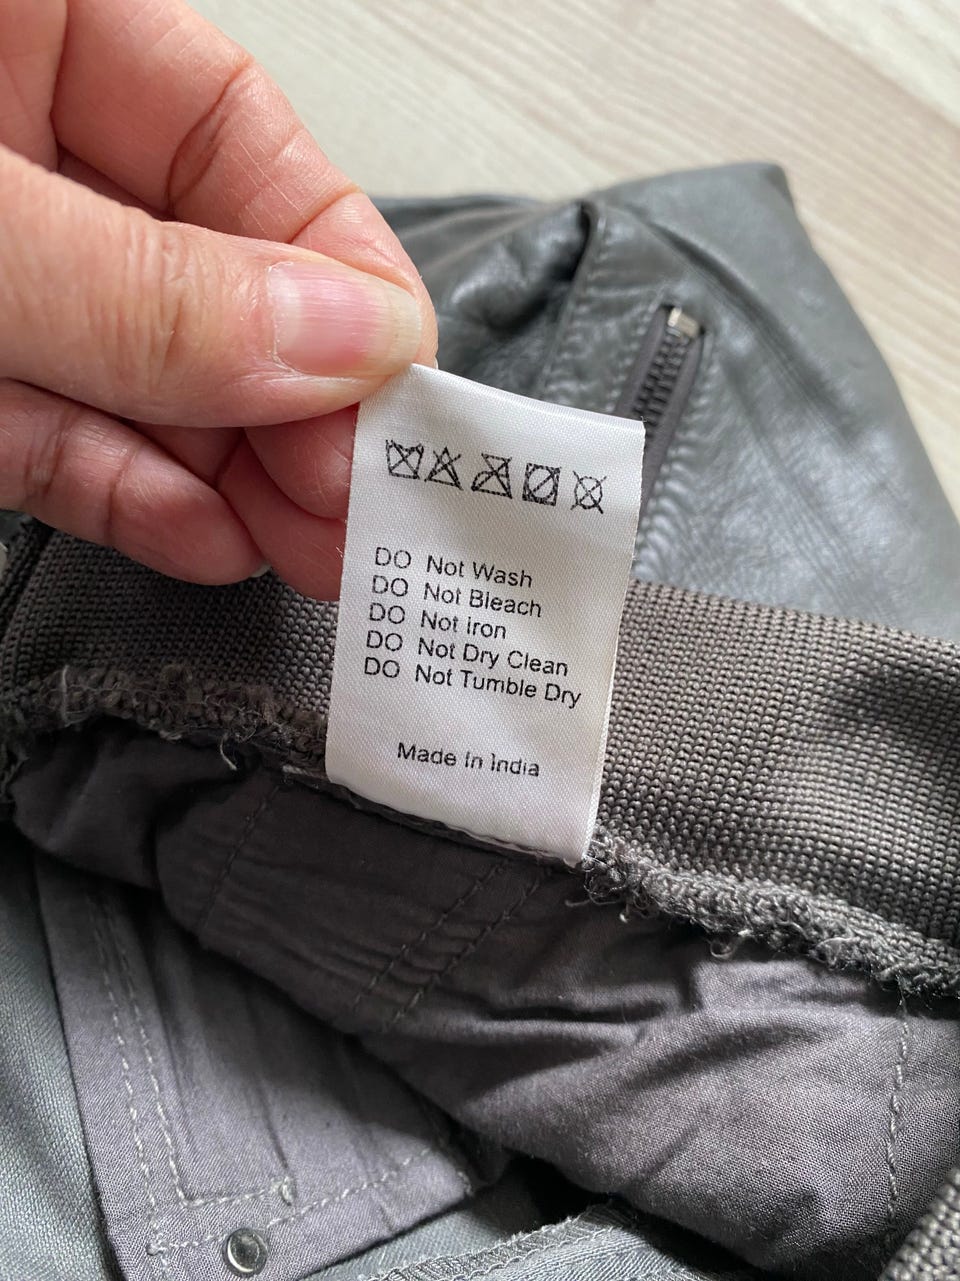 DO Not Wash
DO Not Bleach
DO Not Iron
DO Not Dry Clean
DO Not Tumble Dry
Made In India